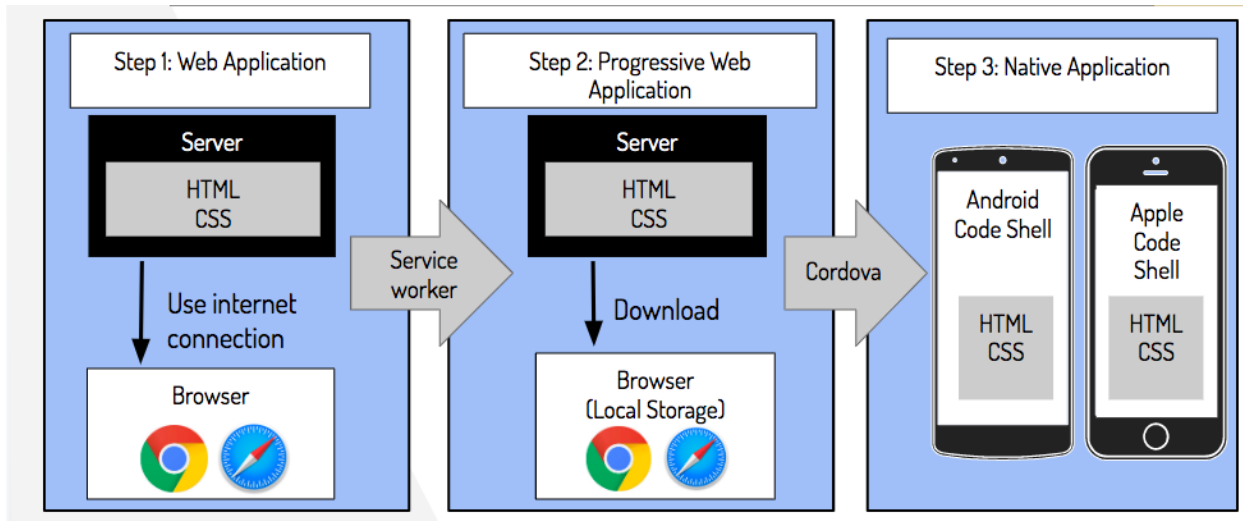 Step 1: Web Application
Server
HTML
CSS
Use internet
connection
Browser
Service
worker
Step 2: Progressive Web
Application
Server
HTML
CSS
Download
Browser
(Local Storage)
Cordova
Step 3: Native Application
Android
Code Shell
HTML
CSS
Apple
Code
Shell
HTML
CSS